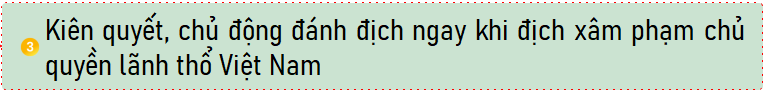 3 Kiên quyết, chủ động đánh địch ngay khi địch xâm phạm chủ
quyền lãnh thổ Việt Nam